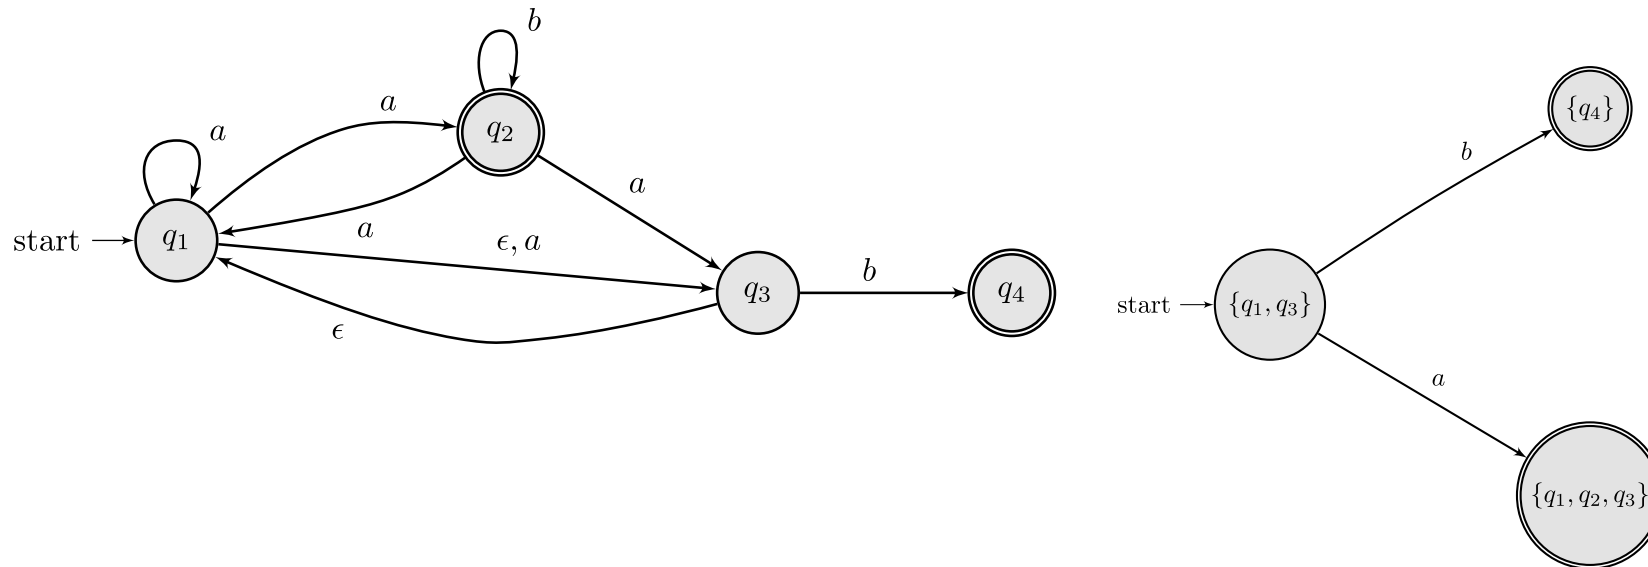 b
a
q2
a
a
a
start
q1
ϵ, a
q3
b
q4
ϵ
{q4}
b
start
{q1, q3}
a
{q1, q2, q3}